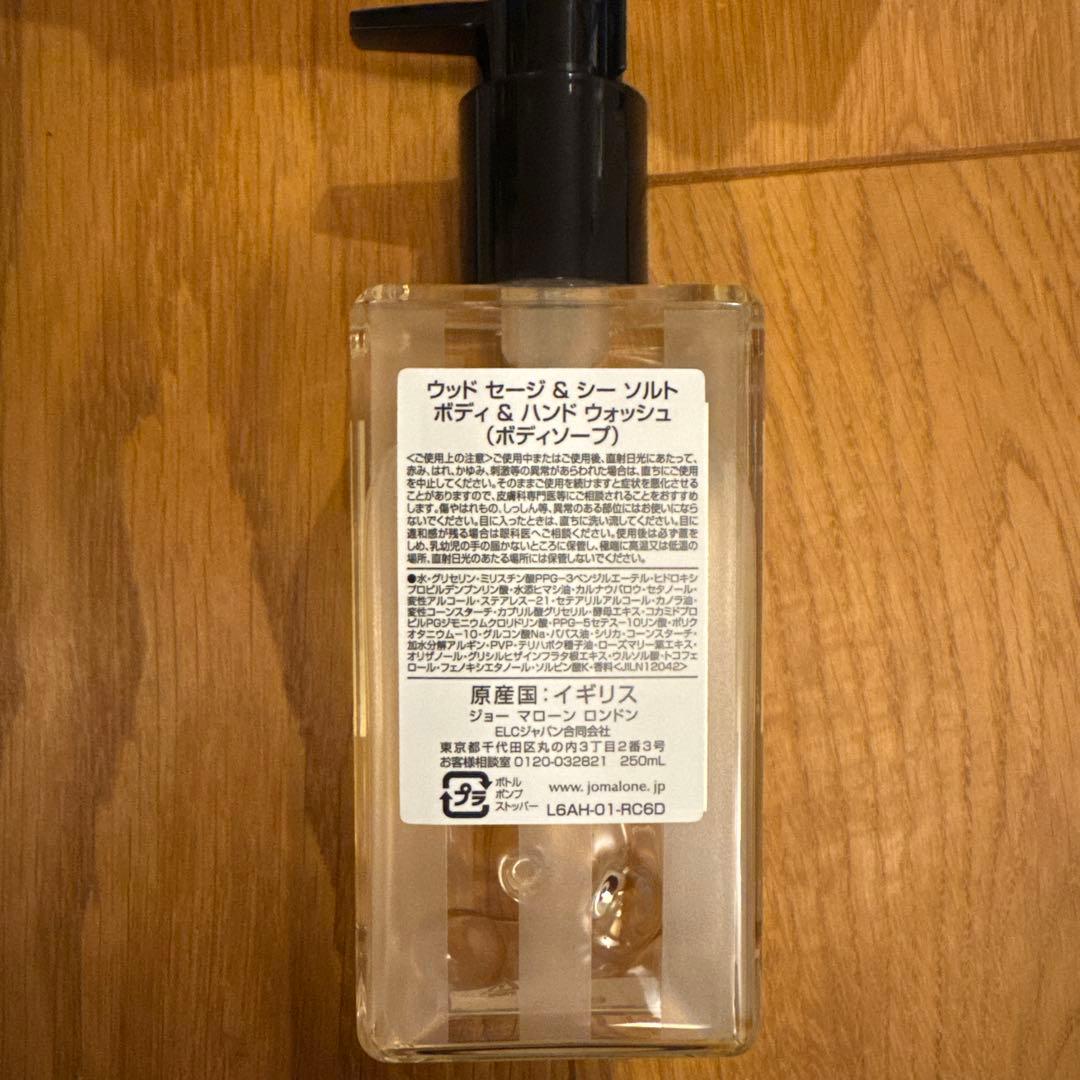 ウッド セージ & シー ソルト
ボディ & ハンド ウォッシュ
(ボディソープ)
<ご使用上の注意>ご使用中またはご使用後、直射日光にあたって、
赤み、はれ、かゆみ、刺激等の異常があらわれた場合は、直ちにご使用
を中止してください。そのままご使用を続けますと症状を悪化させる
ことがありますので、皮膚科専門医等にご相談されることをおすすめ
します。傷やはれもの、しっしん等、異常のある部位にはお使いになら
ないでください。目に入ったときは、直ちに洗い流してください。目に
違和感が残る場合は眼科医へご相談ください。使用後は必ず蓋を
しめ、乳幼児の手の届かないところに保管し、極端に高温又は低温の
場所、直射日光のあたる場所には保管しないでください。
●水・グリセリン・ミリスチン酸PPG-3ベンジルエーテル・ヒドロキシ
プロピルデンプンリン酸・水添ヒマシ油・カルナウバロウ・セタノール・
変性アルコール・ステアレス-21・セテアリルアルコール・カノラ油・
変性コーンスターチ・カプリル酸グリセリル・酵母エキス・コカミドプロ
ピルPGジモニウムクロリドリン酸・PPG-5セテス-10リン酸・ポリク
オタニウム-10・グルコン酸Na・ババス油・シリカ・コーンスターチ・
加水分解アルギン・PVP・テリハボク種子油・ローズマリー葉エキス・
オリザノール・グリシルヒザインフラタ根エキス・ウルソル酸・トコフェ
ロール・フェノキシエタノール・ソルビン酸K・香料<JILN12042>
原産国:イギリス
ジョー マローン ロンドン
ELCジャパン合同会社
東京都千代田区丸の内3丁目2番3号
お客様相談室 0120-032821 250mL
プラ
ボトル
ポンプ
ストッパー
www. jomalone. jp
L6AH-01-RC6D